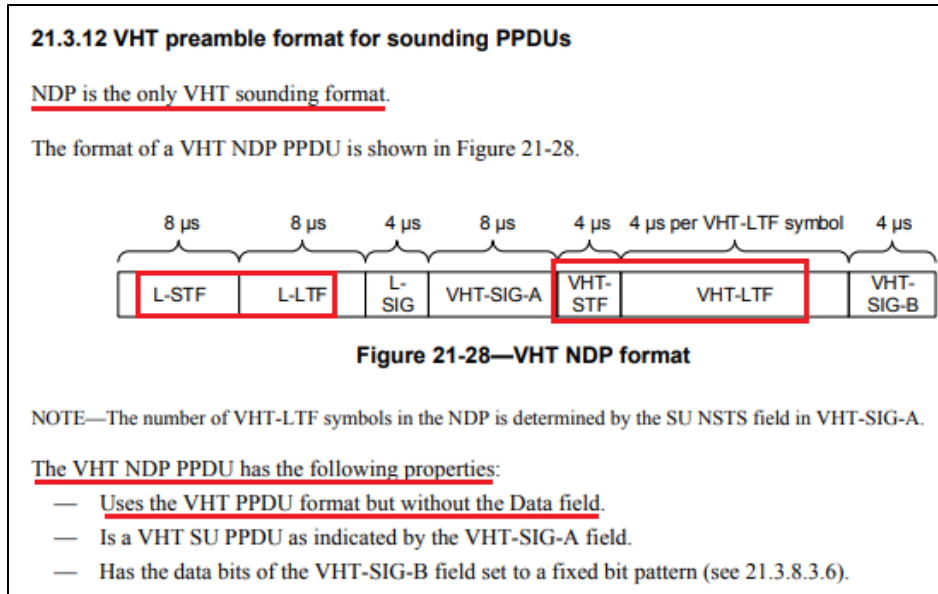 21.3.12 VHT preamble format for sounding PPDUs
NDP is the only VHT sounding format.
The format of a VHT NDP PPDU is shown in Figure 21-28.
8 µs 8 µs 4 µs 8 µs 4 µs 4 µs per VHT-LTF symbol 4 µs
L-STF L-LTF L-SIG VHT-SIG-A VHT-STF VHT-LTF VHT-SIG-B
Figure 21-28—VHT NDP format
NOTE—The number of VHT-LTF symbols in the NDP is determined by the SU NSTS field in VHT-SIG-A.
The VHT NDP PPDU has the following properties:
— Uses the VHT PPDU format but without the Data field.
— Is a VHT SU PPDU as indicated by the VHT-SIG-A field.
— Has the data bits of the VHT-SIG-B field set to a fixed bit pattern (see 21.3.8.3.6).